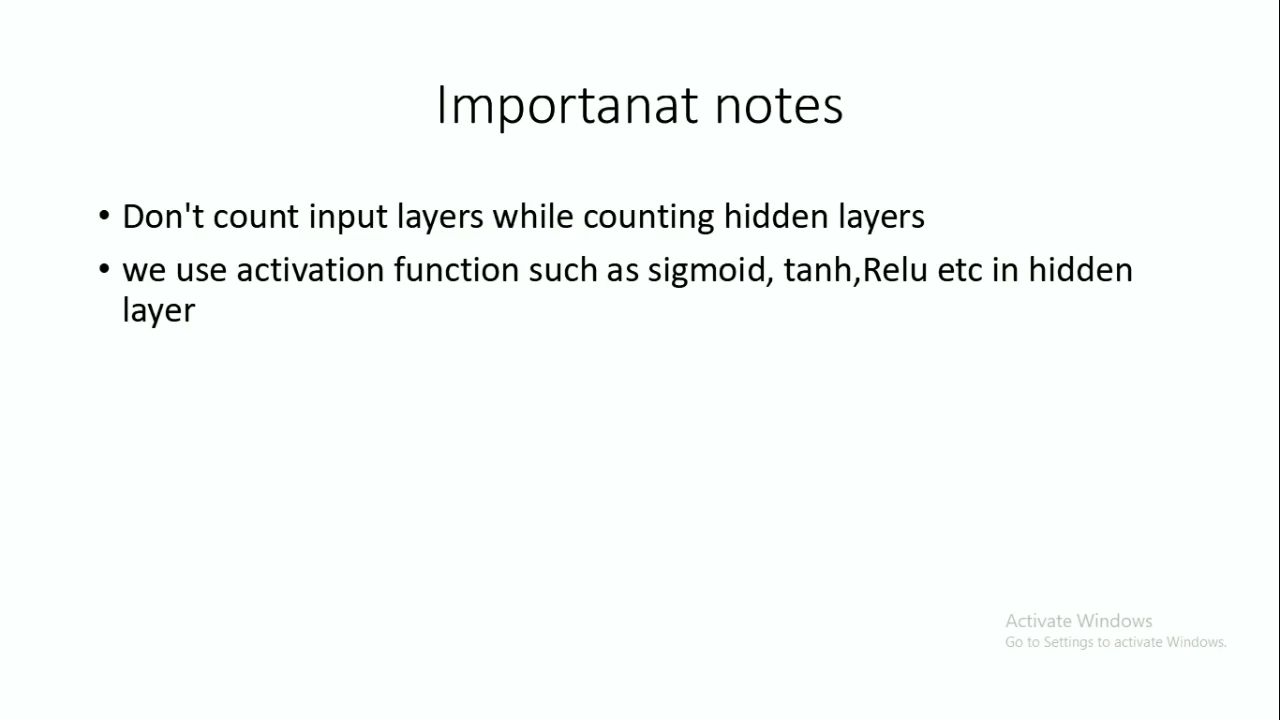 Importanat notes
• Don't count input layers while counting hidden layers
• we use activation function such as sigmoid, tanh,Relu etc in hidden
layer
Activate Windows
Go to Settings to activate Windows.